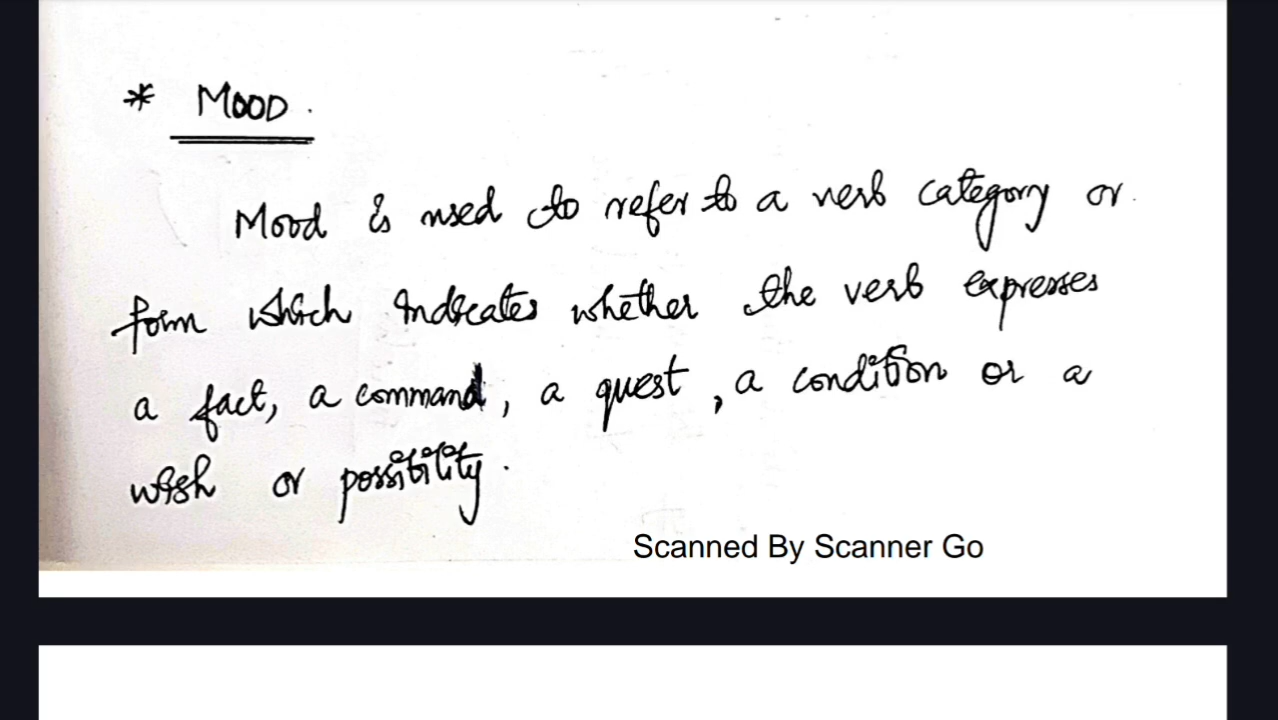 * MOOD.
Mood is used to refer to a verb category or
form which indicates whether the verb expresses
a fact, a command, a quest, a condition or a
wish or possibility.
Scanned By Scanner Go